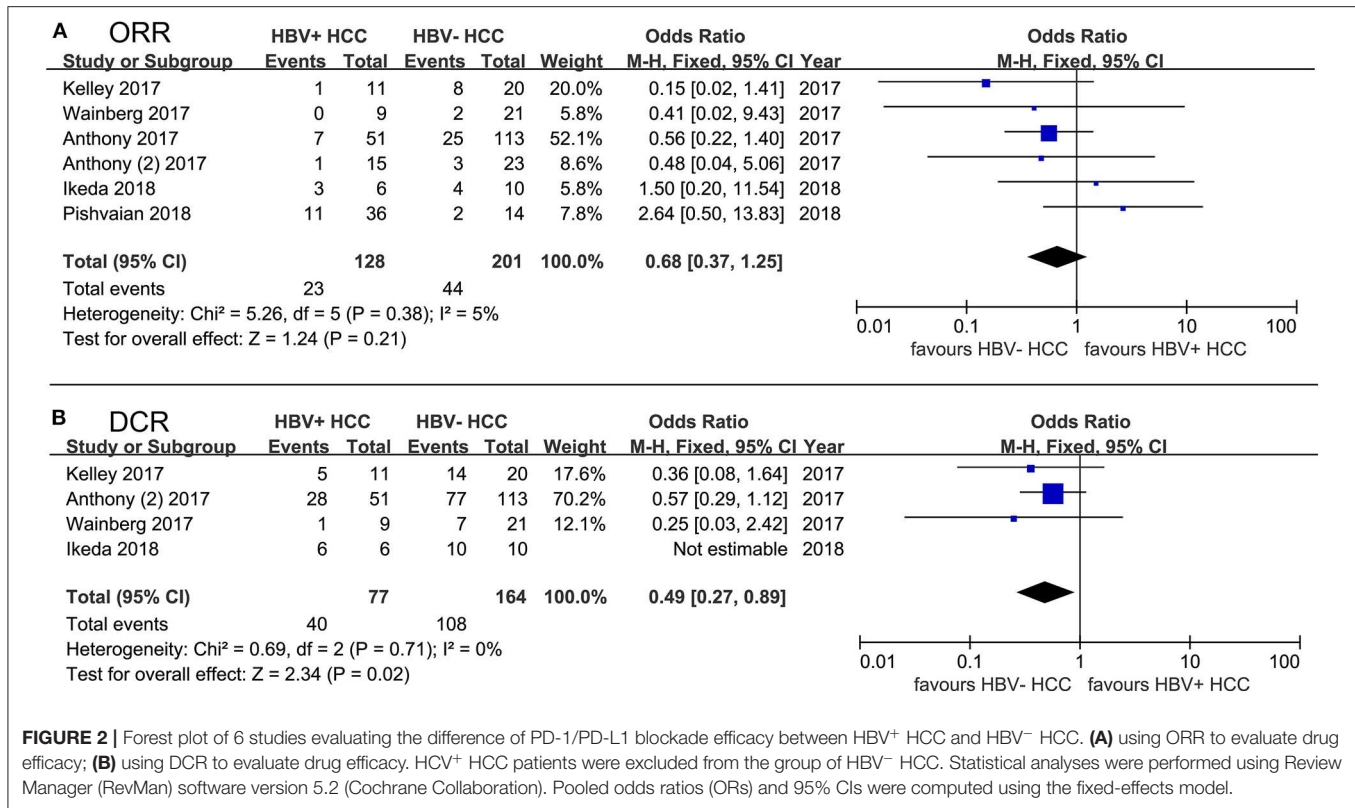 A ORR HBV+ HCC HBV- HCC Odds Ratio Odds Ratio
Study or Subgroup Events Total Events Total Weight M-H, Fixed, 95% CI Year M-H, Fixed, 95% CI
Kelley 2017 1 11 8 20 20.0% 0.15 [0.02, 1.41] 2017
Wainberg 2017 0 9 2 21 5.8% 0.41 [0.02, 9.43] 2017
Anthony 2017 7 51 25 113 52.1% 0.56 [0.22, 1.40] 2017
Anthony (2) 2017 1 15 3 23 8.6% 0.48 [0.04, 5.06] 2017
Ikeda 2018 3 6 4 10 5.8% 1.50 [0.20, 11.54] 2018
Pishvaian 2018 11 36 2 14 7.8% 2.64 [0.50, 13.83] 2018
Total (95% CI) 128 201 100.0% 0.68 [0.37, 1.25]
Total events 23 44
Heterogeneity: Chi² = 5.26, df = 5 (P = 0.38); I² = 5%
Test for overall effect: Z = 1.24 (P = 0.21)
0.01 0.1 1 10 100
favours HBV- HCC favours HBV+ HCC
B DCR HBV+ HCC HBV- HCC Odds Ratio Odds Ratio
Study or Subgroup Events Total Events Total Weight M-H, Fixed, 95% CI Year M-H, Fixed, 95% CI
Kelley 2017 5 11 14 20 17.6% 0.36 [0.08, 1.64] 2017
Anthony (2) 2017 28 51 77 113 70.2% 0.57 [0.29, 1.12] 2017
Wainberg 2017 1 9 7 21 12.1% 0.25 [0.03, 2.42] 2017
Ikeda 2018 6 6 10 10 Not estimable 2018
Total (95% CI) 77 164 100.0% 0.49 [0.27, 0.89]
Total events 40 108
Heterogeneity: Chi² = 0.69, df = 2 (P = 0.71); I² = 0%
Test for overall effect: Z = 2.34 (P = 0.02)
0.01 0.1 1 10 100
favours HBV- HCC favours HBV+ HCC
FIGURE 2 | Forest plot of 6 studies evaluating the difference of PD-1/PD-L1 blockade efficacy between HBV⁺ HCC and HBV⁻ HCC. (A) using ORR to evaluate drug
efficacy; (B) using DCR to evaluate drug efficacy. HCV⁺ HCC patients were excluded from the group of HBV⁻ HCC. Statistical analyses were performed using Review
Manager (RevMan) software version 5.2 (Cochrane Collaboration). Pooled odds ratios (ORs) and 95% CIs were computed using the fixed-effects model.